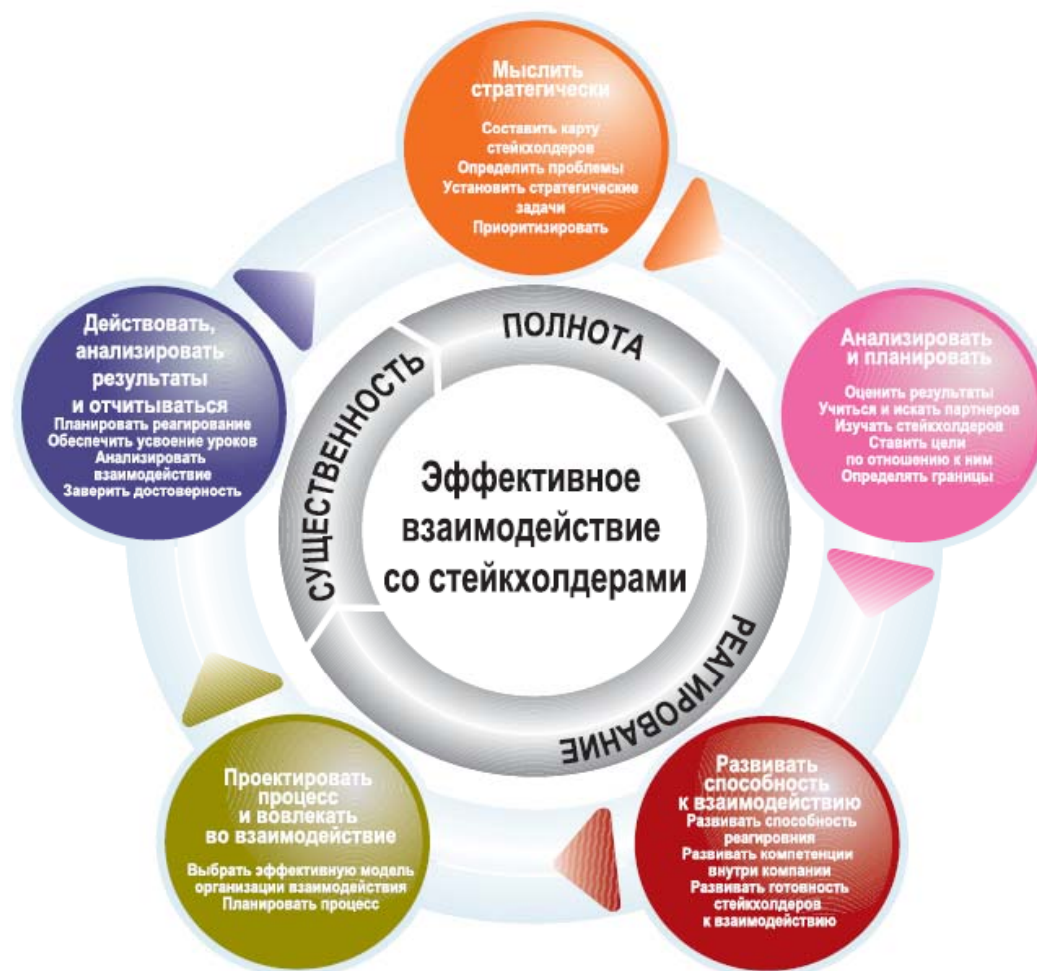 Мыслить
стратегически
Составить карту
стейкхолдеров
Определить проблемы
Установить стратегические
задачи
Приоритизировать
Анализировать
и планировать
Оценить результаты
Учиться и искать партнеров
Изучать стейкхолдеров
Ставить цели
по отношению к ним
Определять границы
Развивать
способность
к взаимодействию
Развивать способность
реагировния
Развивать компетенции
внутри компании
Развивать готовность
стейкхолдеров
к взаимодействию
Проектировать
процесс
и вовлекать
во взаимодействие
Выбрать эффективную модель
организации взаимодействия
Планировать процесс
Действовать,
анализировать
результаты
и отчитываться
Планировать реагирование
Обеспечить усвоение уроков
Анализировать
взаимодействие
Заверить достоверность
ПОЛНОТА
РЕАГИРОВАНИЕ
СУЩЕСТВЕННОСТЬ
Эффективное
взаимодействие
со стейкхолдерами